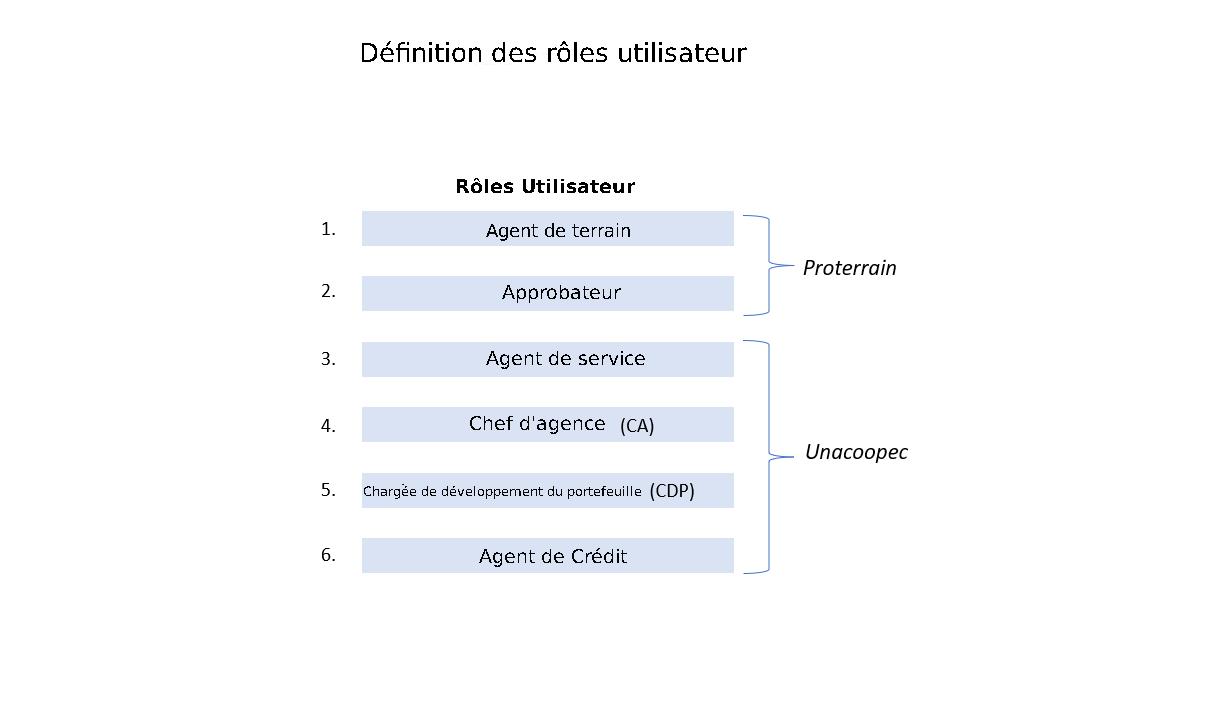 Définition des rôles utilisateur
Rôles Utilisateur
1. Agent de terrain
2. Approbateur
Proterrain
3. Agent de service
4. Chef d'agence (CA)
5. Chargée de développement du portefeuille (CDP)
6. Agent de Crédit
Unacoopec